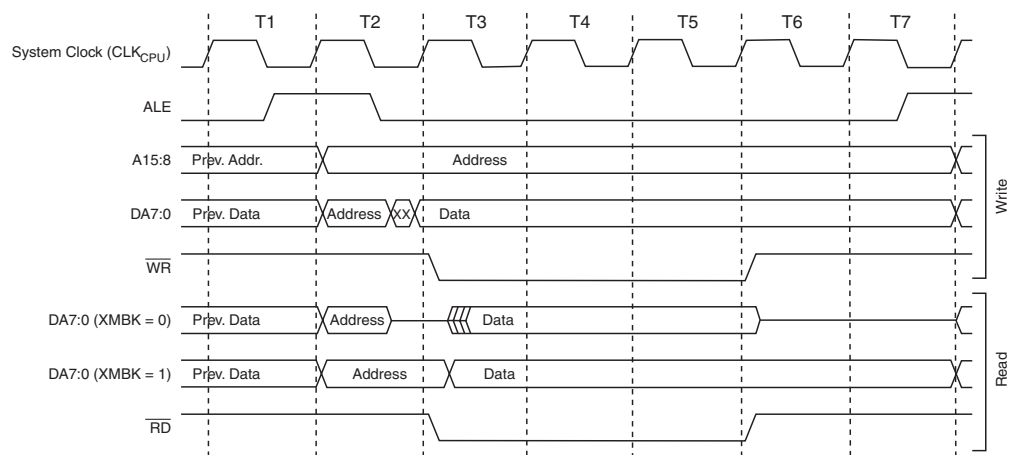 T1 T2 T3 T4 T5 T6 T7
System Clock (CLKCPU)
ALE
A15:8 Prev. Addr. Address
DA7:0 Prev. Data Address XX Data
WR
Write
DA7:0 (XMBK = 0) Prev. Data Address Data
DA7:0 (XMBK = 1) Prev. Data Address Data
RD
Read